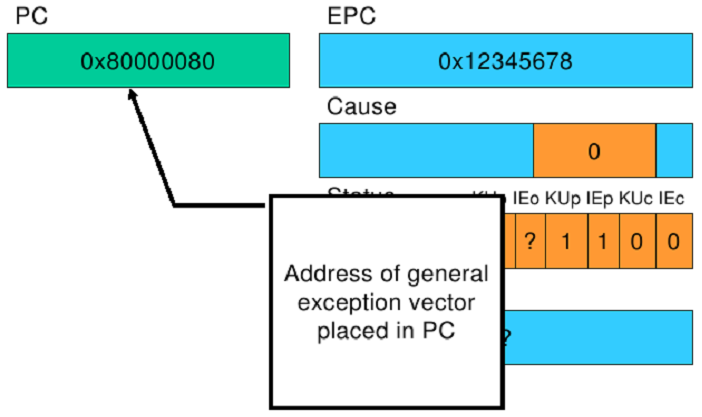 PC
EPC
0x80000080
0x12345678
Cause
0
IEo KUp IEp KUc IEc
? 1 1 0 0
Address of general
exception vector
placed in PC
?